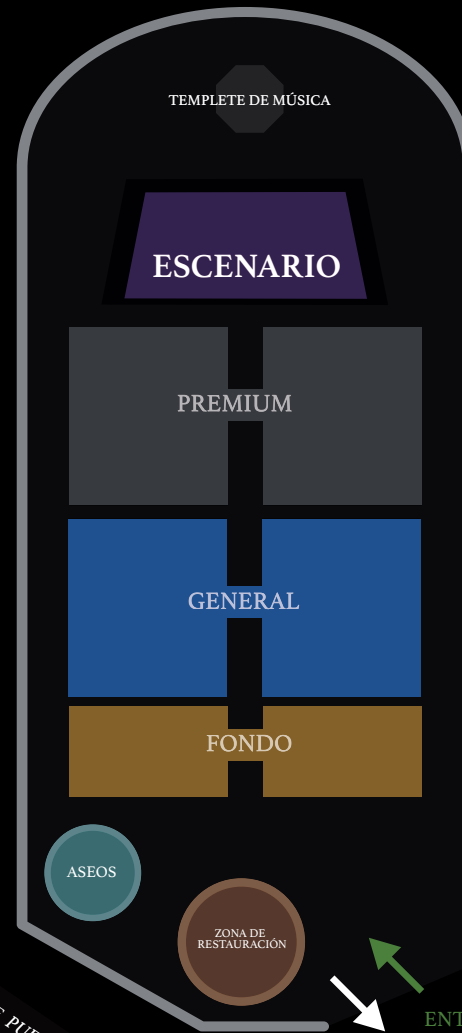 TEMPLETE DE MÚSICA
ESCENARIO
PREMIUM
GENERAL
FONDO
ASEOS
ZONA DE
RESTAURACIÓN
ENT